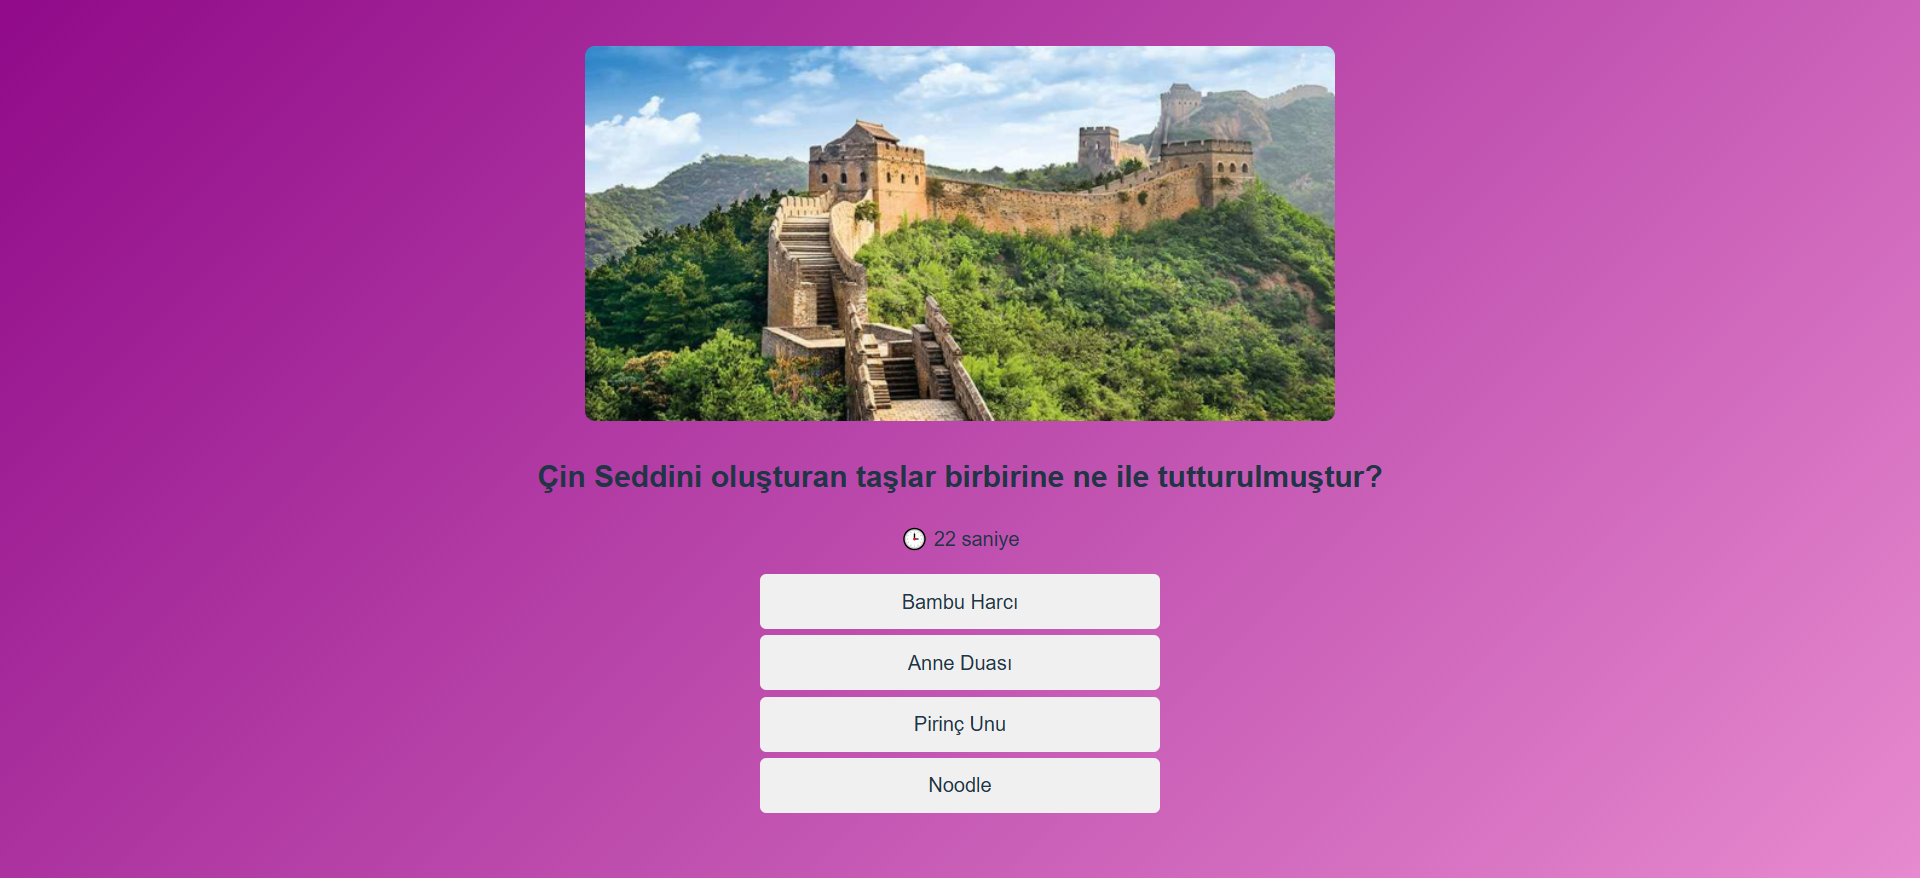 Çin Seddini oluşturan taşlar birbirine ne ile tutturulmuştur?
22 saniye
Bambu Harcı
Anne Duası
Pirinç Unu
Noodle